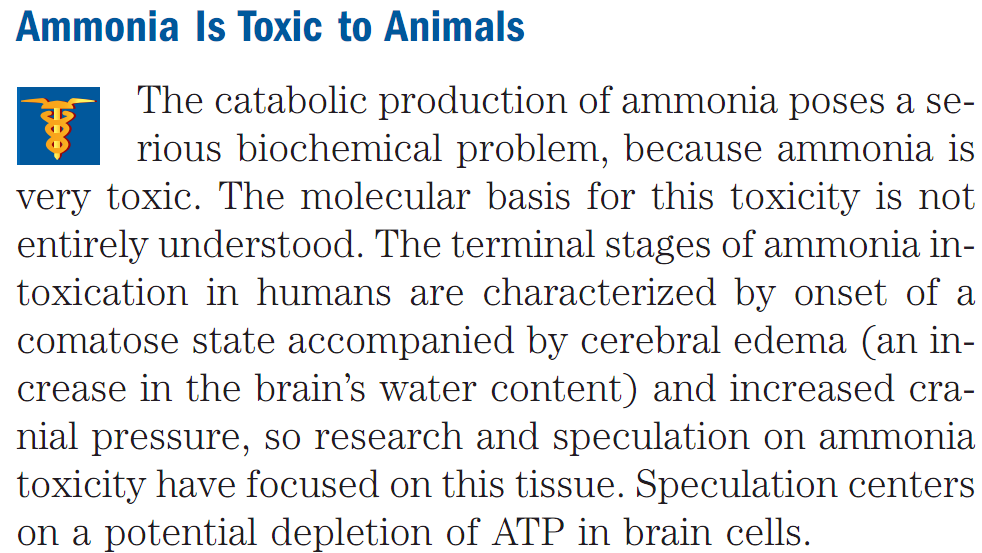 Ammonia Is Toxic to Animals
The catabolic production of ammonia poses a se-
rious biochemical problem, because ammonia is
very toxic. The molecular basis for this toxicity is not
entirely understood. The terminal stages of ammonia in-
toxication in humans are characterized by onset of a
comatose state accompanied by cerebral edema (an in-
crease in the brain’s water content) and increased cra-
nial pressure, so research and speculation on ammonia
toxicity have focused on this tissue. Speculation centers
on a potential depletion of ATP in brain cells.